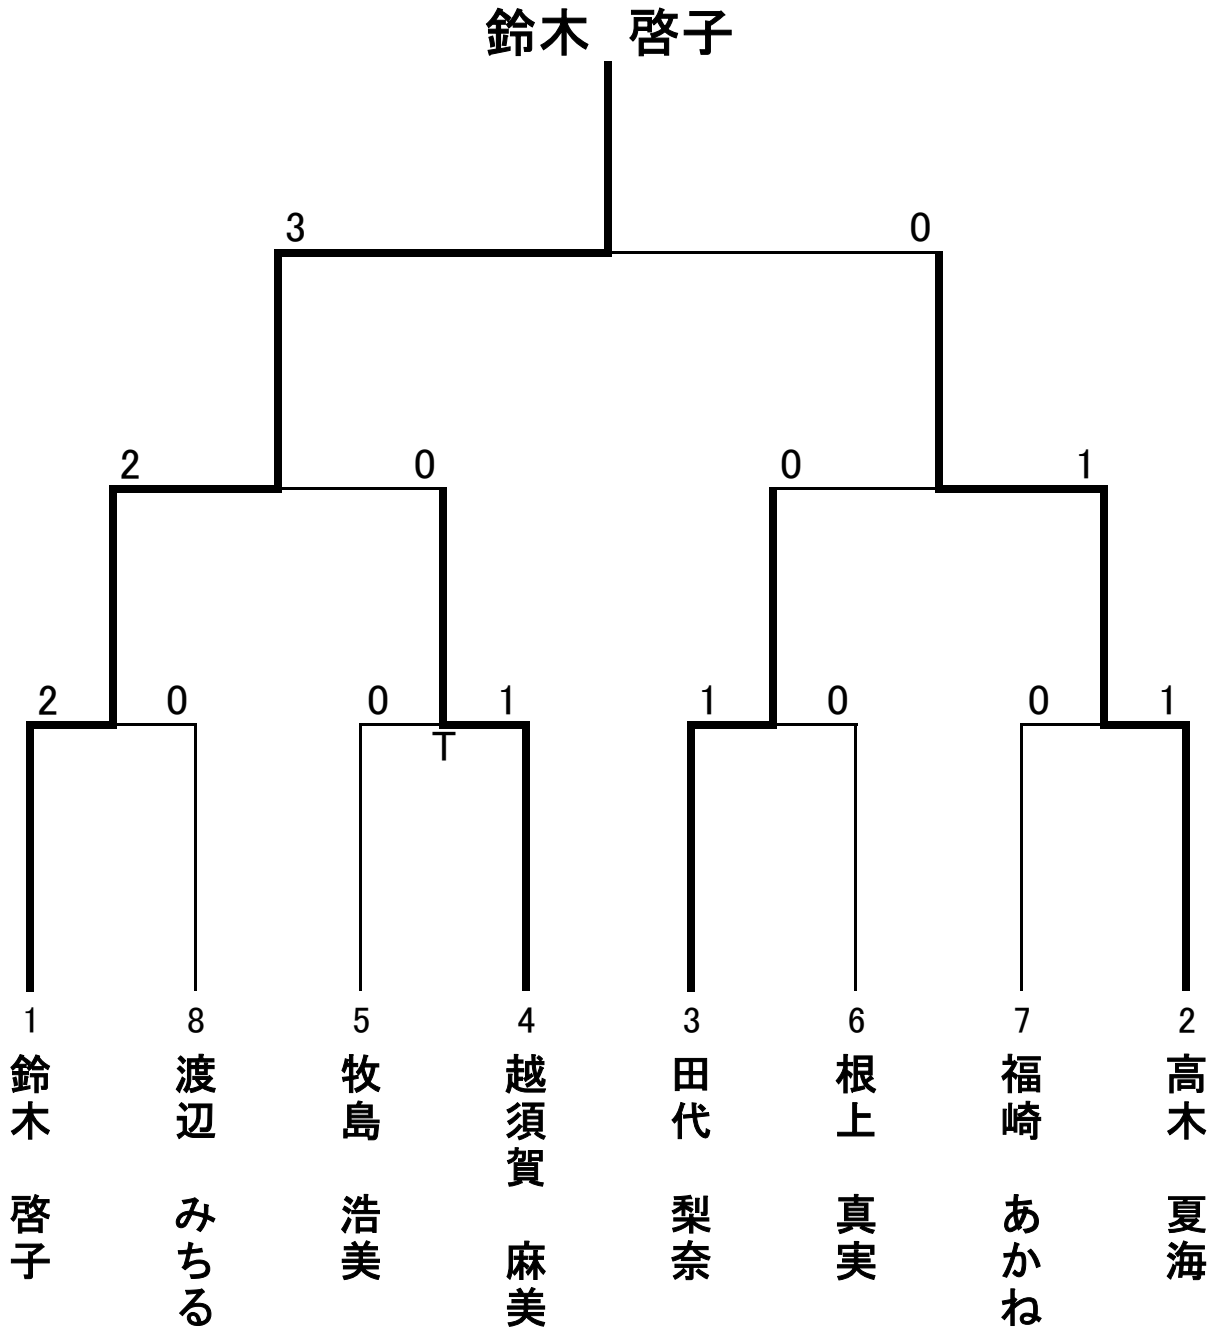 鈴木　啓子
3 0
2 0 0 1
2 0 0 1 1 0 0 1
T
1 8 5 4 3 6 7 2
鈴木　啓子
渡辺　みちる
牧島　浩美
越須賀　麻美
田代　梨奈
根上　真実
福崎　あかね
高木　夏海